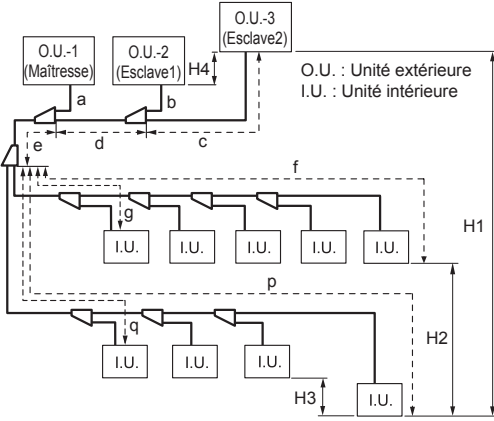 O.U.-3
(Esclave2)
O.U.-1
(Maîtresse)
O.U.-2
(Esclave1)
H4
O.U. : Unité extérieure
I.U. : Unité intérieure
a
b
e
d
c
f
H1
g
I.U.
I.U.
I.U.
I.U.
I.U.
p
H2
q
I.U.
I.U.
I.U.
H3
I.U.